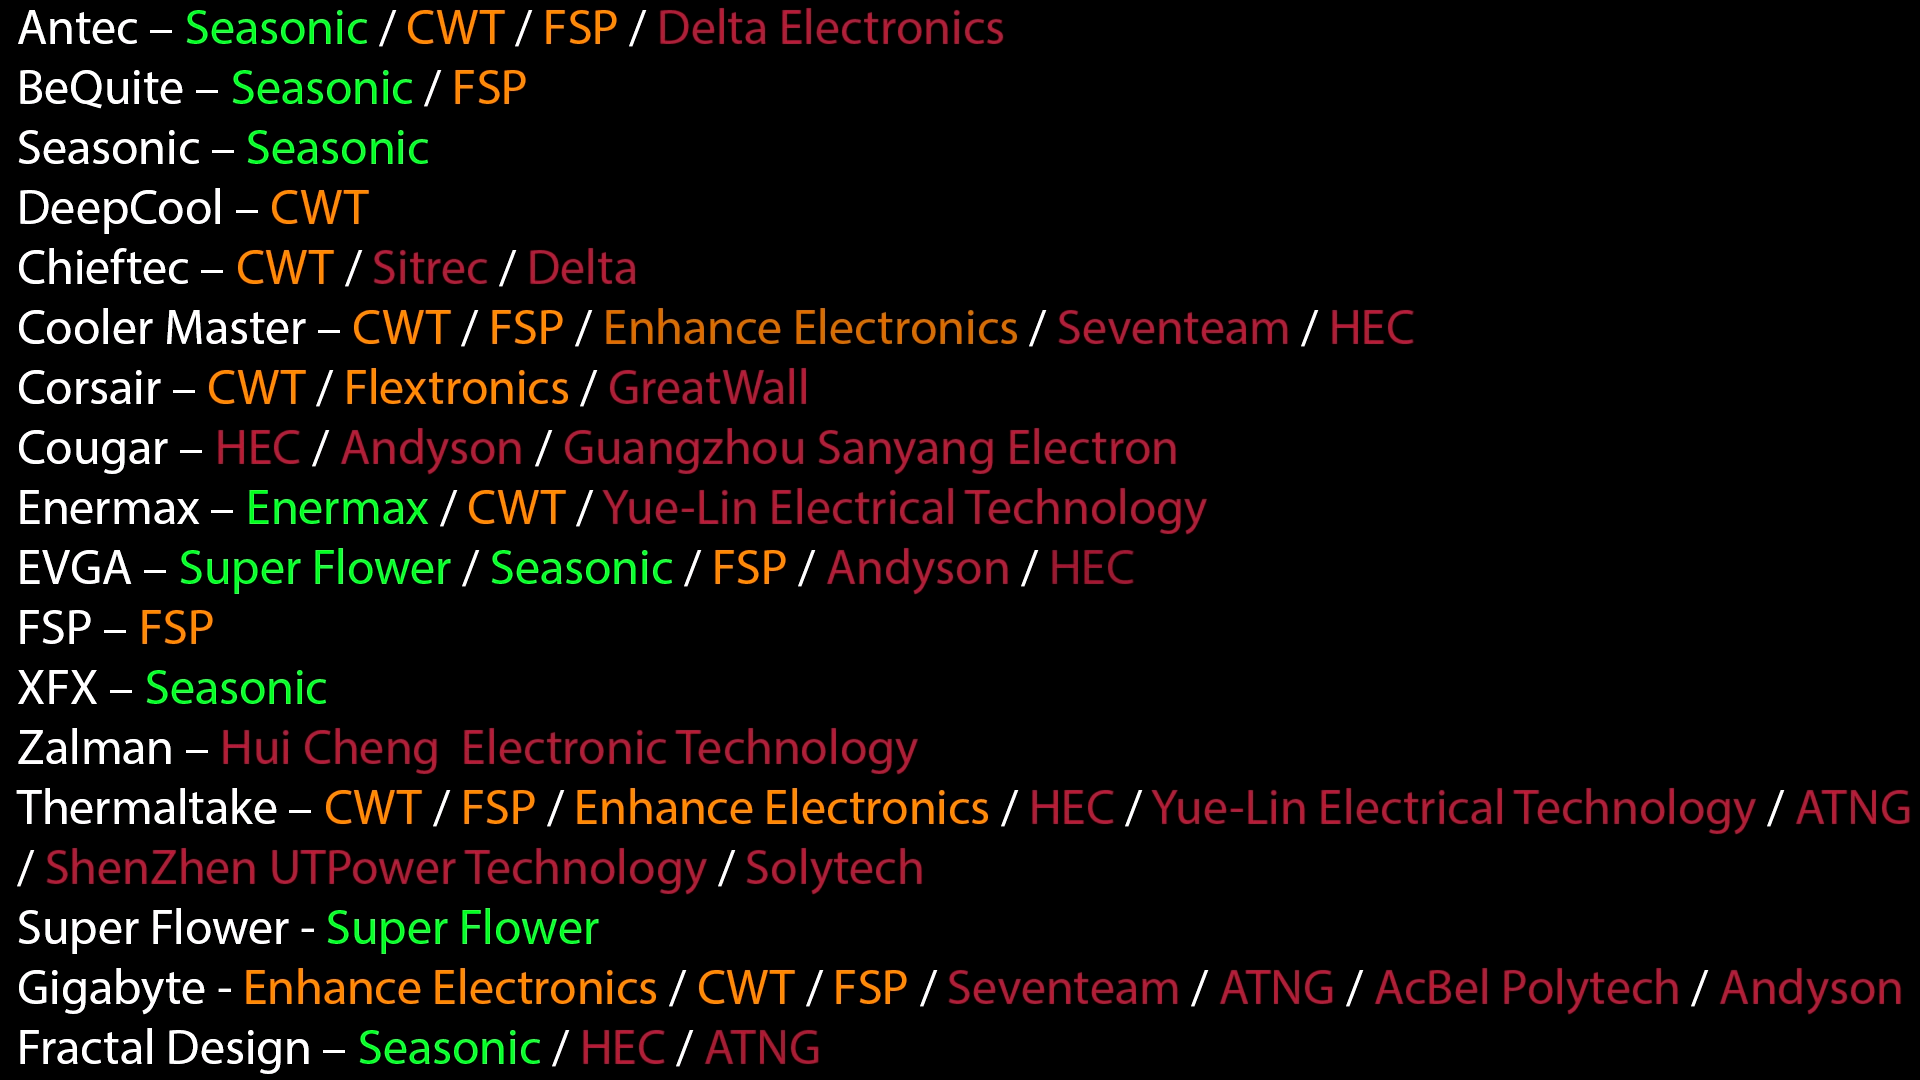 Antec – Seasonic / CWT / FSP / Delta Electronics
BeQuite – Seasonic / FSP
Seasonic – Seasonic
DeepCool – CWT
Chieftec – CWT / Sitrec / Delta
Cooler Master – CWT / FSP / Enhance Electronics / Seventeam / HEC
Corsair – CWT / Flextronics / GreatWall
Cougar – HEC / Andyson / Guangzhou Sanyang Electron
Enermax – Enermax / CWT / Yue-Lin Electrical Technology
EVGA – Super Flower / Seasonic / FSP / Andyson / HEC
FSP – FSP
XFX – Seasonic
Zalman – Hui Cheng  Electronic Technology
Thermaltake – CWT / FSP / Enhance Electronics / HEC / Yue-Lin Electrical Technology / ATNG
/ ShenZhen UTPower Technology / Solytech
Super Flower - Super Flower
Gigabyte - Enhance Electronics / CWT / FSP / Seventeam / ATNG / AcBel Polytech / Andyson
Fractal Design – Seasonic / HEC / ATNG